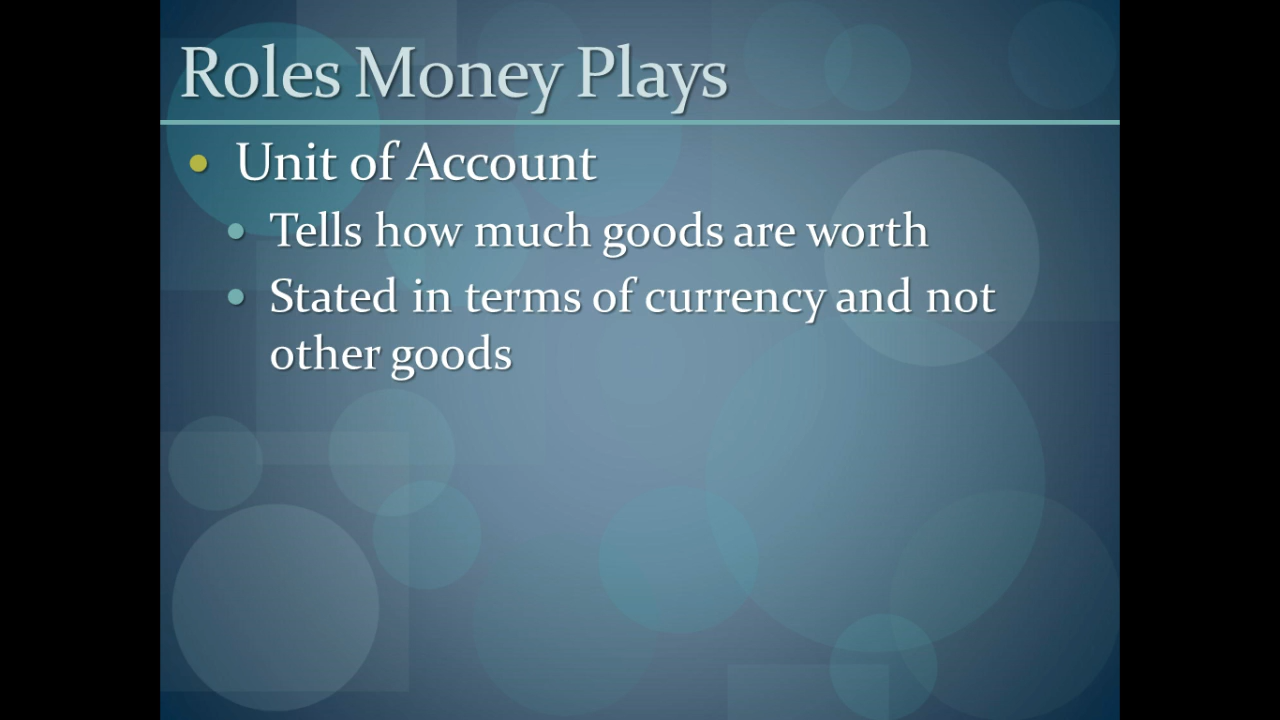 Roles Money Plays
Unit of Account
Tells how much goods are worth
Stated in terms of currency and not
other goods